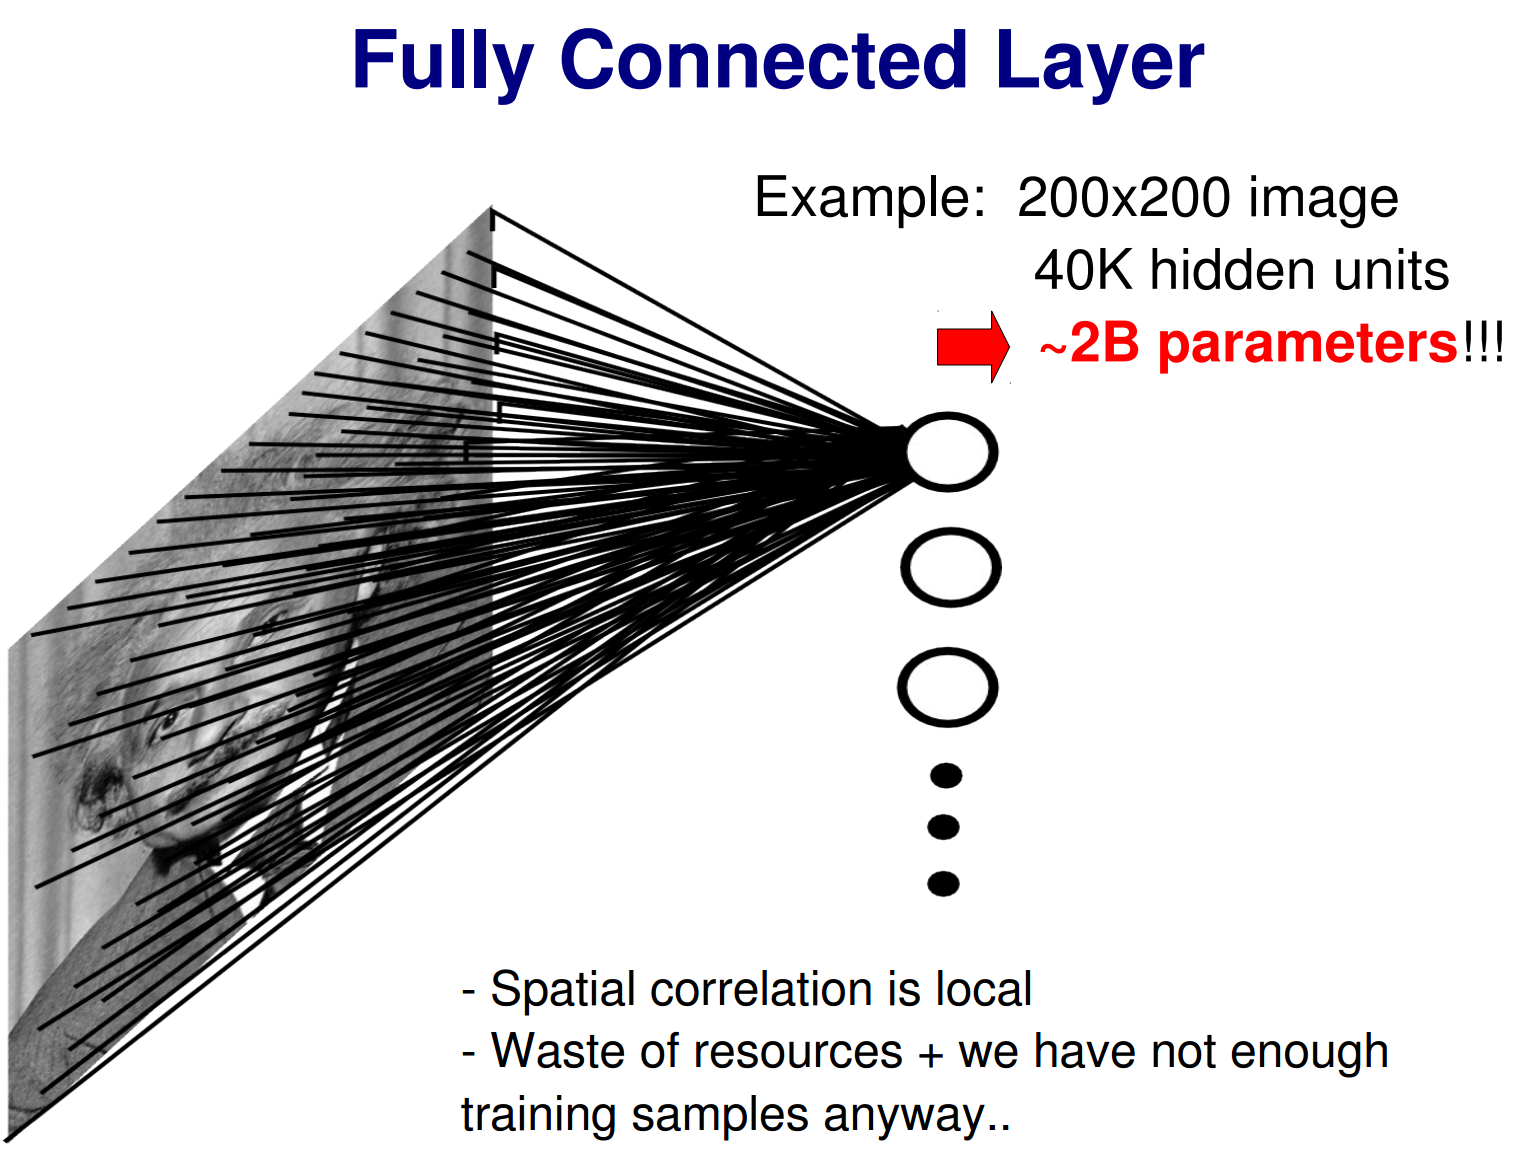 Fully Connected Layer
Example: 200x200 image
40K hidden units
~2B parameters!!!
- Spatial correlation is local
- Waste of resources + we have not enough
training samples anyway..